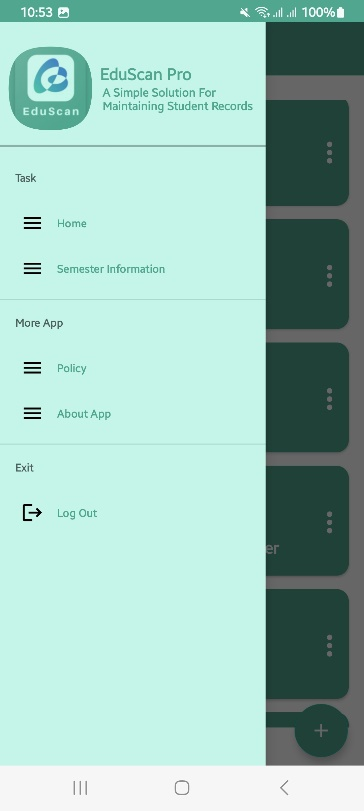 10:53
100%
EduScan
EduScan Pro
A Simple Solution For
Maintaining Student Records
Task
Home
Semester Information
More App
Policy
About App
er
Exit
Log Out